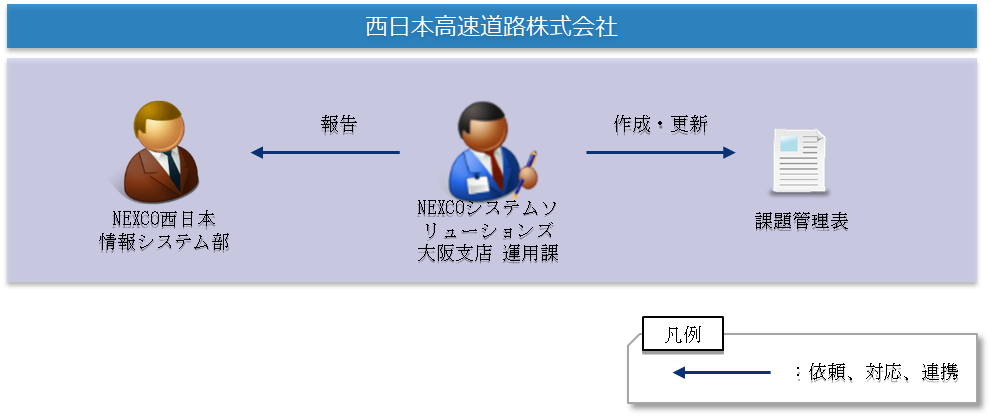 西日本高速道路株式会社
報告
作成・更新
NEXCO西日本
情報システム部
NEXCOシステムソ
リューションズ
大阪支店 運用課
課題管理表
凡例
：依頼、対応、連携